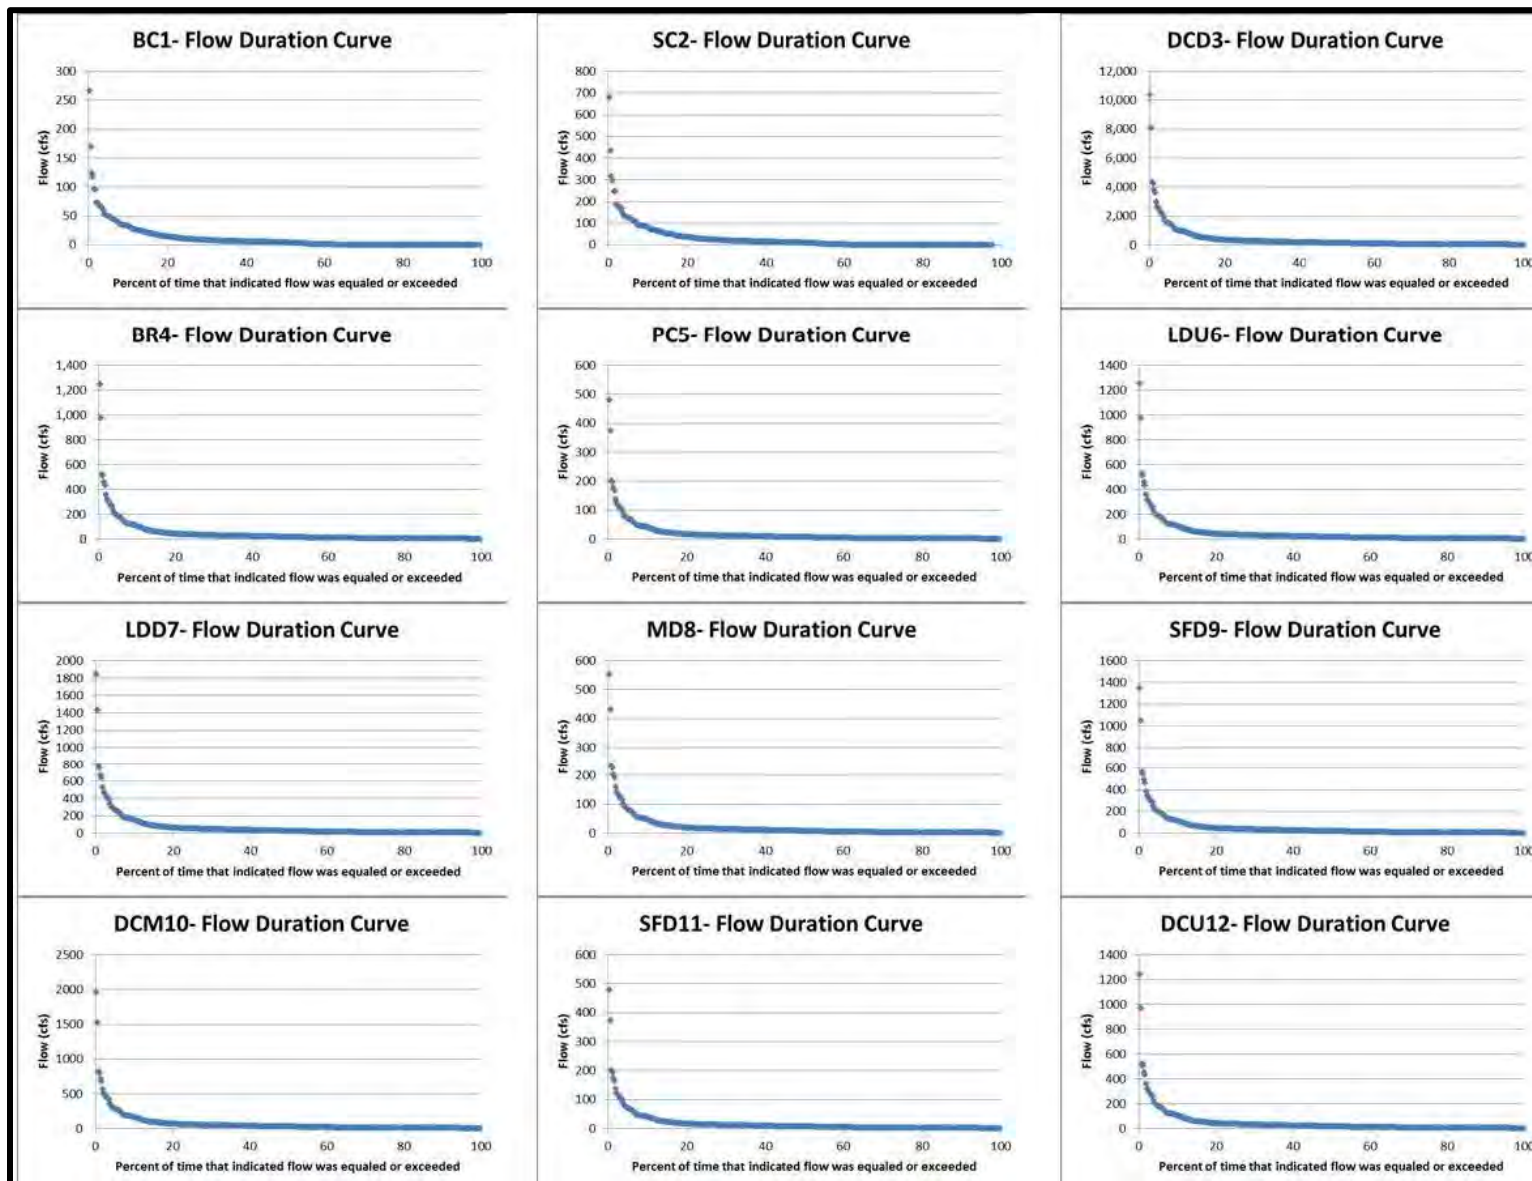 BC1- Flow Duration Curve
300
250
200
150
100
50
0
Flow (cfs)
0 20 40 60 80 100
Percent of time that indicated flow was equaled or exceeded
SC2- Flow Duration Curve
800
700
600
500
400
300
200
100
0
Flow (cfs)
0 20 40 60 80 100
Percent of time that indicated flow was equaled or exceeded
DCD3- Flow Duration Curve
12,000
10,000
8,000
6,000
4,000
2,000
0
Flow (cfs)
0 20 40 60 80 100
Percent of time that indicated flow was equaled or exceeded
BR4- Flow Duration Curve
1,400
1,200
1,000
800
600
400
200
0
Flow (cfs)
0 20 40 60 80 100
Percent of time that indicated flow was equaled or exceeded
PC5- Flow Duration Curve
600
500
400
300
200
100
0
Flow (cfs)
0 20 40 60 80 100
Percent of time that indicated flow was equaled or exceeded
LDU6- Flow Duration Curve
1400
1200
1000
800
600
400
200
0
Flow (cfs)
0 20 40 60 80 100
Percent of time that indicated flow was equaled or exceeded
LDD7- Flow Duration Curve
2000
1800
1600
1400
1200
1000
800
600
400
200
0
Flow (cfs)
0 20 40 60 80 100
Percent of time that indicated flow was equaled or exceeded
MD8- Flow Duration Curve
600
500
400
300
200
100
0
Flow (cfs)
0 20 40 60 80 100
Percent of time that indicated flow was equaled or exceeded
SFD9- Flow Duration Curve
1600
1400
1200
1000
800
600
400
200
0
Flow (cfs)
0 20 40 60 80 100
Percent of time that indicated flow was equaled or exceeded
DCM10- Flow Duration Curve
2500
2000
1500
1000
500
0
Flow (cfs)
0 20 40 60 80 100
Percent of time that indicated flow was equaled or exceeded
SFD11- Flow Duration Curve
600
500
400
300
200
100
0
Flow (cfs)
0 20 40 60 80 100
Percent of time that indicated flow was equaled or exceeded
DCU12- Flow Duration Curve
1400
1200
1000
800
600
400
200
0
Flow (cfs)
0 20 40 60 80 100
Percent of time that indicated flow was equaled or exceeded